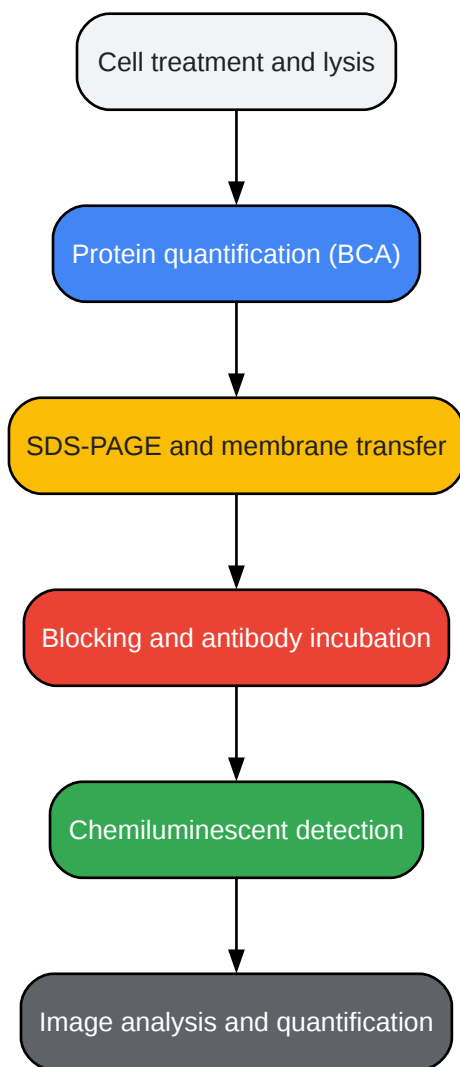 Cell treatment and lysis
Protein quantification (BCA)
SDS-PAGE and membrane transfer
Blocking and antibody incubation
Chemiluminescent detection
Image analysis and quantification